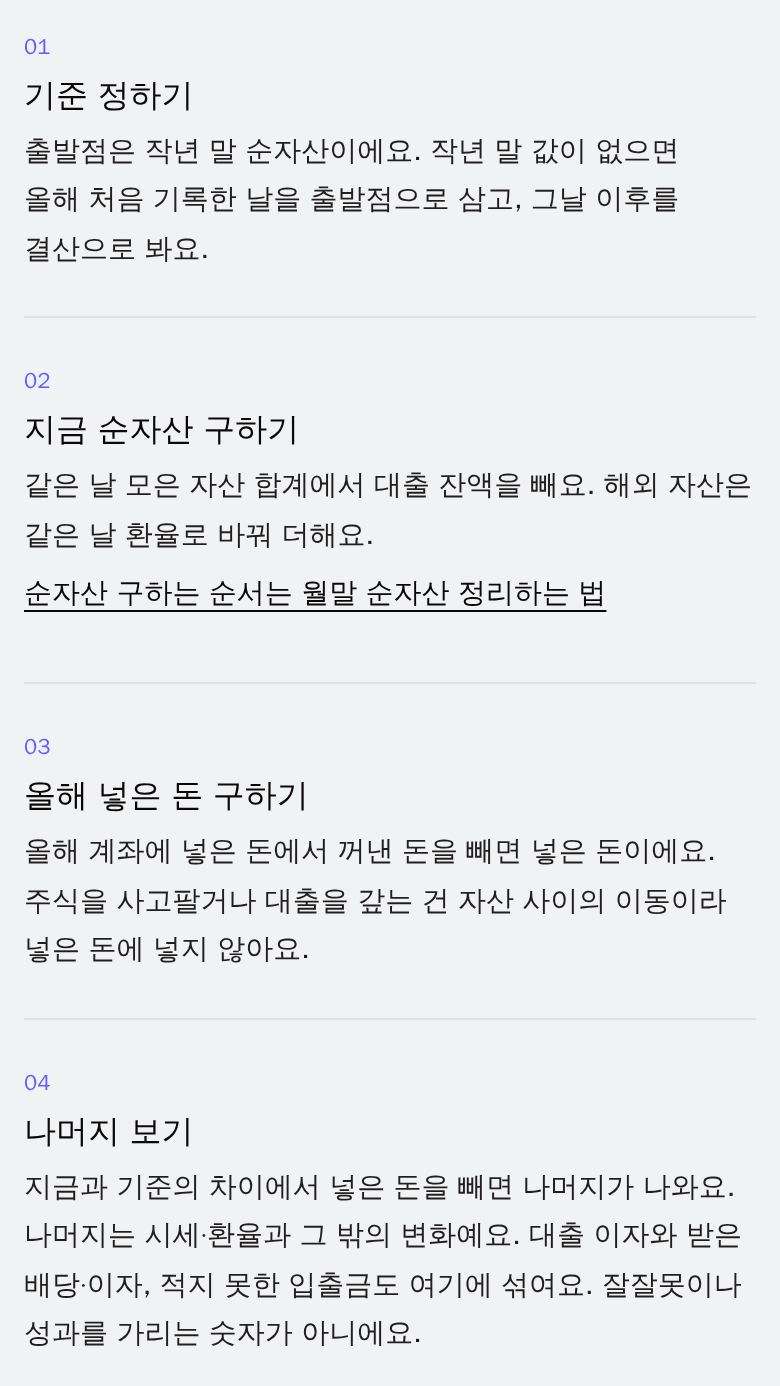 01
기준 정하기
출발점은 작년 말 순자산이에요. 작년 말 값이 없으면
올해 처음 기록한 날을 출발점으로 삼고, 그날 이후를
결산으로 봐요.
02
지금 순자산 구하기
같은 날 모은 자산 합계에서 대출 잔액을 빼요. 해외 자산은
같은 날 환율로 바꿔 더해요.
순자산 구하는 순서는 월말 순자산 정리하는 법
03
올해 넣은 돈 구하기
올해 계좌에 넣은 돈에서 꺼낸 돈을 빼면 넣은 돈이에요.
주식을 사고팔거나 대출을 갚는 건 자산 사이의 이동이라
넣은 돈에 넣지 않아요.
04
나머지 보기
지금과 기준의 차이에서 넣은 돈을 빼면 나머지가 나와요.
나머지는 시세·환율과 그 밖의 변화예요. 대출 이자와 받은
배당·이자, 적지 못한 입출금도 여기에 섞여요. 잘잘못이나
성과를 가리는 숫자가 아니에요.